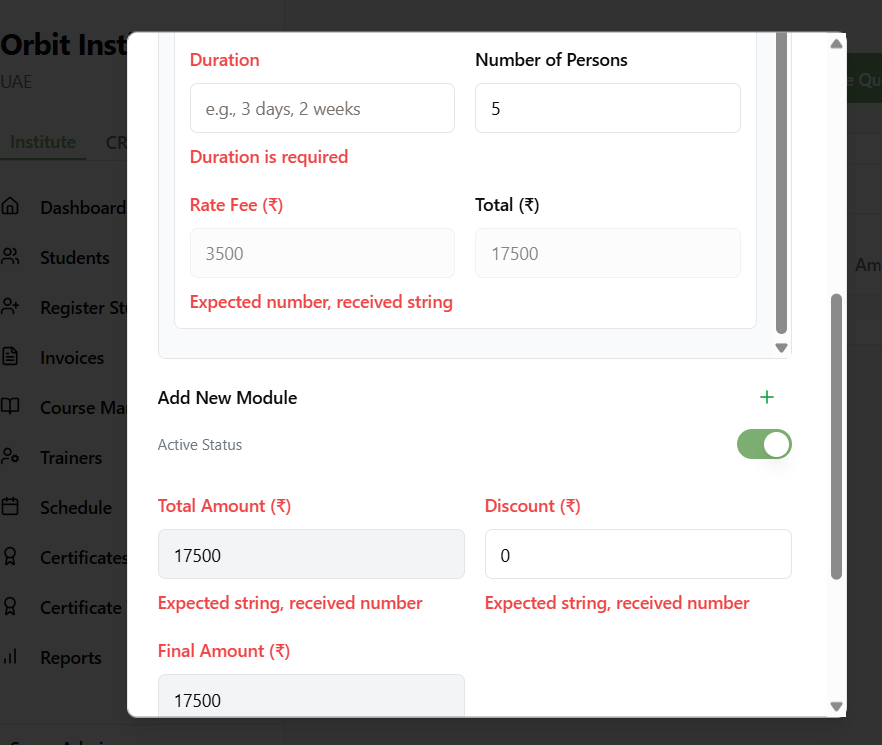 Orbit Inst
UAE
e Qu
Institute
CR
Dashboard
Students
Register Stu
Invoices
Course Ma
Trainers
Schedule
Certificates
Certificate
Reports
Am
Duration
Number of Persons
e.g., 3 days, 2 weeks
5
Duration is required
Rate Fee (₹)
Total (₹)
3500
17500
Expected number, received string
Add New Module
+
Active Status
Total Amount (₹)
Discount (₹)
17500
0
Expected string, received number
Expected string, received number
Final Amount (₹)
17500